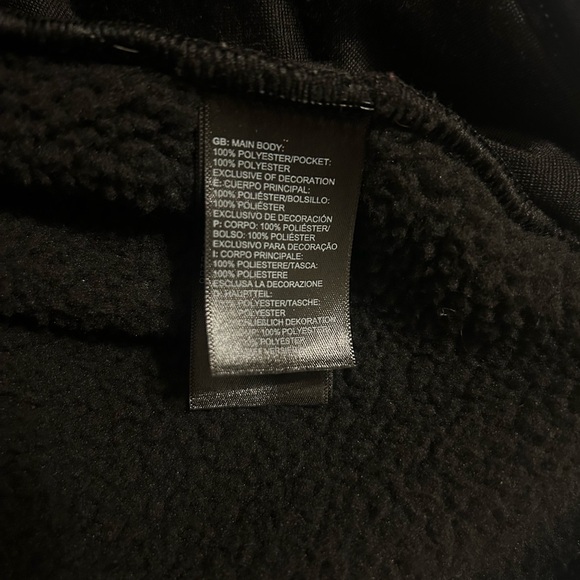 GB: MAIN BODY:
100% POLYESTER/POCKET:
100% POLYESTER
EXCLUSIVE OF DECORATION
E: CUERPO PRINCIPAL:
100% POLIÉSTER/BOLSILLO:
100% POLIÉSTER
EXCLUSIVO DE DECORACIÓN
P: CORPO: 100% POLIÉSTER/
BOLSO: 100% POLIÉSTER
EXCLUSIVO PARA DECORAÇÃO
I: CORPO PRINCIPALE:
100% POLIESTERE/TASCA:
100% POLIESTERE
ESCLUSA LA DECORAZIONE
D: HAUPTTEIL:
POLYESTER/TASCHE:
POLYESTER
DEKORATION
100% POLYESTER
POLYESTER